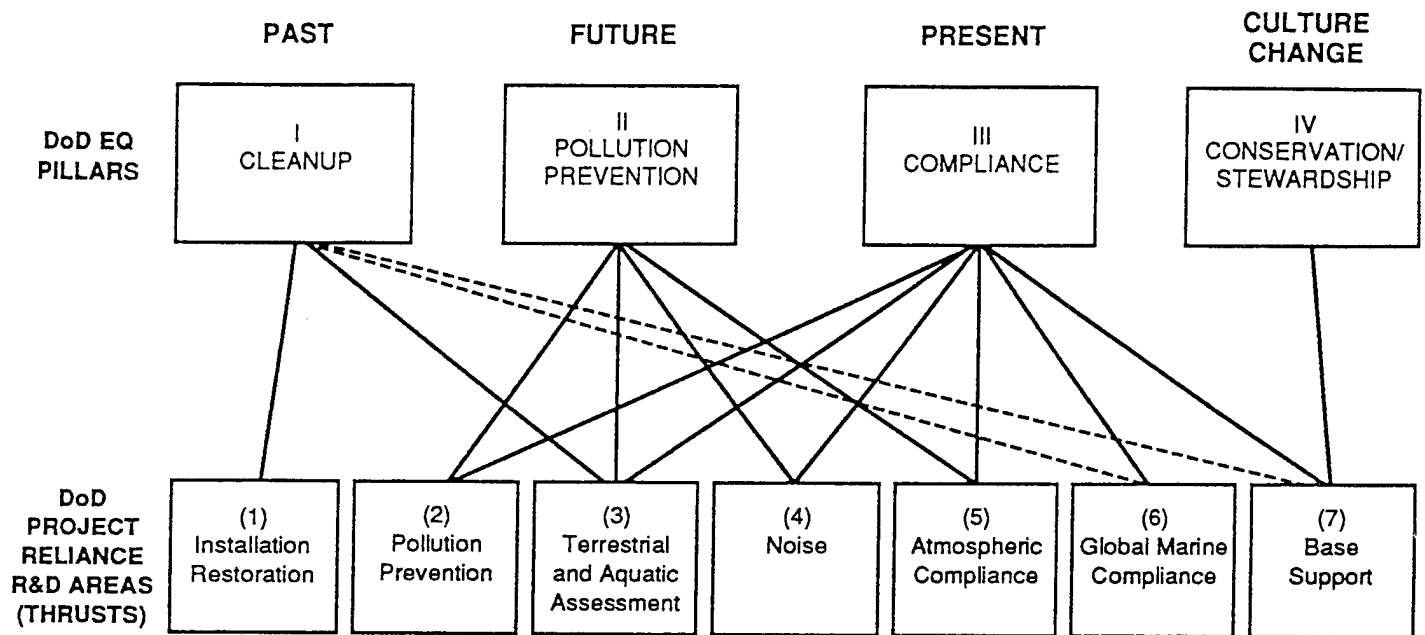 PAST
FUTURE
PRESENT
CULTURE
CHANGE
DoD EQ
PILLARS
I
CLEANUP
II
POLLUTION
PREVENTION
III
COMPLIANCE
IV
CONSERVATION/
STEWARDSHIP
DoD
PROJECT
RELIANCE
R&D AREAS
(THRUSTS)
(1)
Installation
Restoration
(2)
Pollution
Prevention
(3)
Terrestrial
and Aquatic
Assessment
(4)
Noise
(5)
Atmospheric
Compliance
(6)
Global Marine
Compliance
(7)
Base
Support